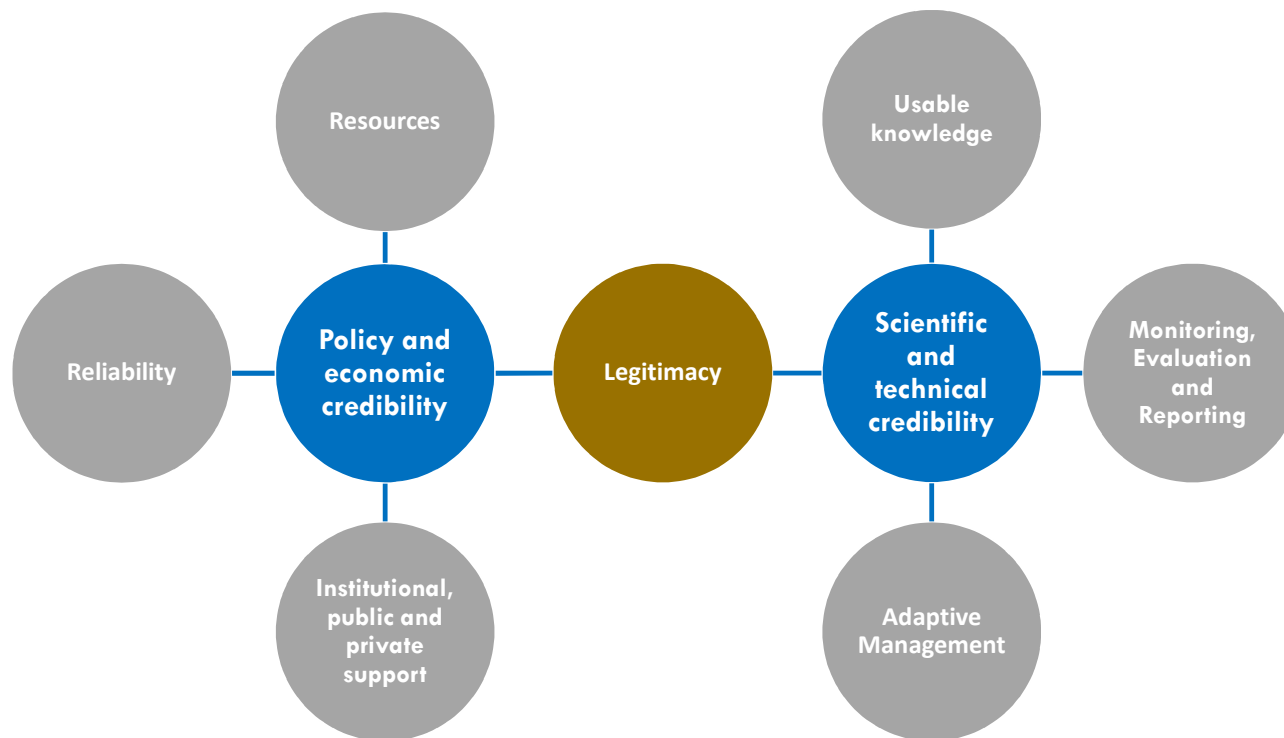 Resources
Usable
knowledge
Reliability
Policy and
economic
credibility
Legitimacy
Scientific
and
technical
credibility
Monitoring,
Evaluation
and
Reporting
Institutional,
public and
private
support
Adaptive
Management